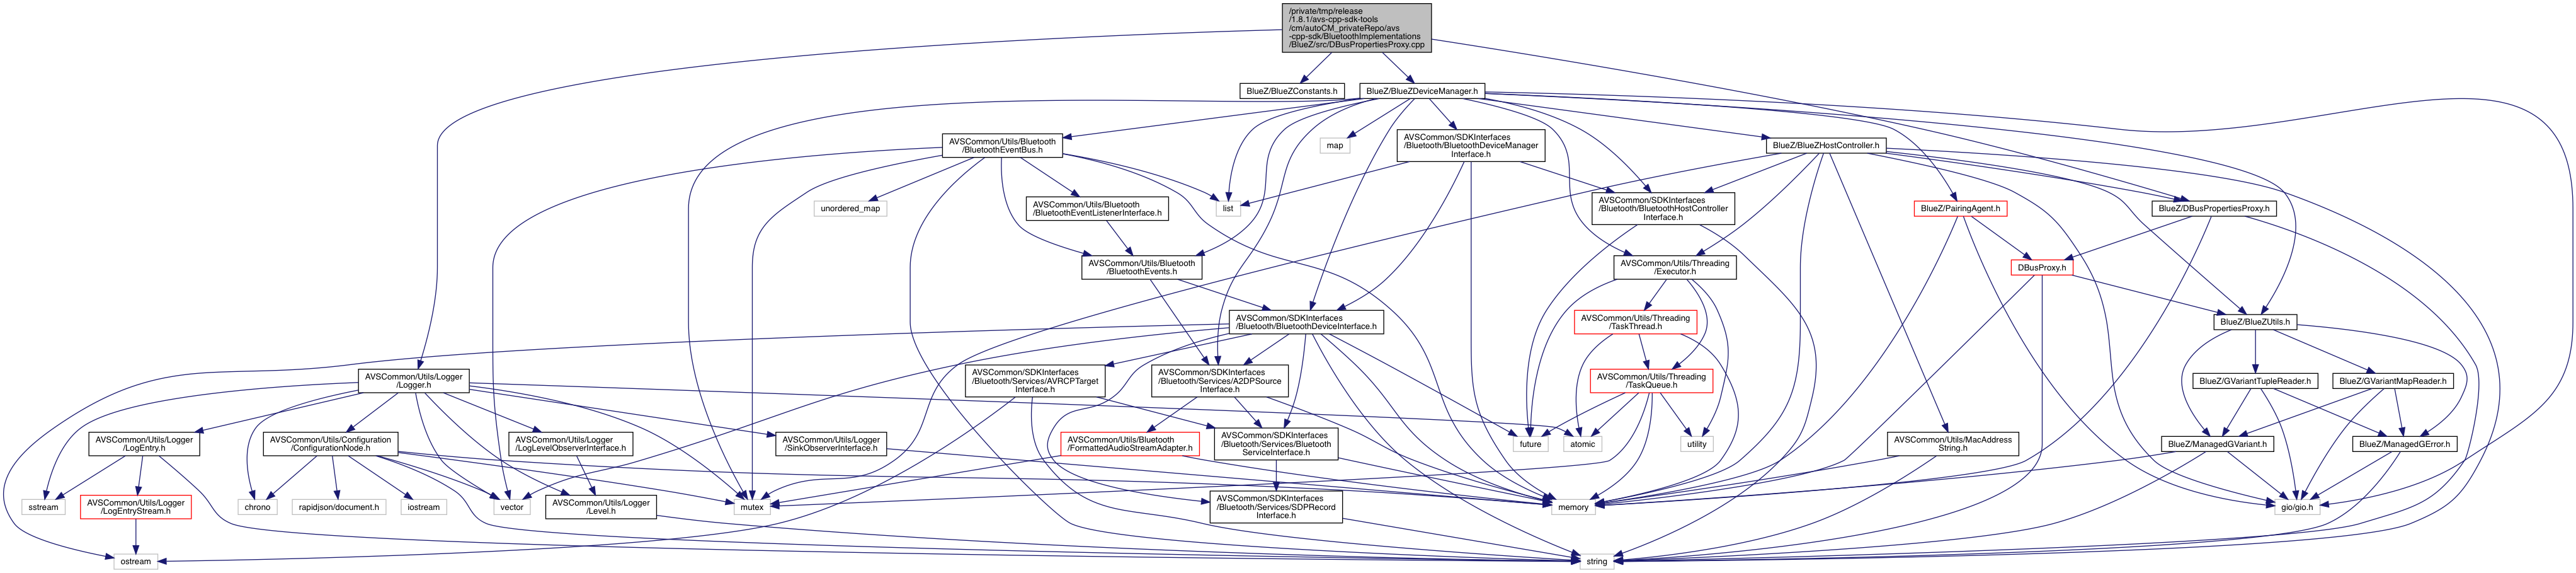 /private/tmp/release
/1.8.1/avs-cpp-sdk-tools
/cm/autoCM_privateRepo/avs
-cpp-sdk/BluetoothImplementations
/BlueZ/src/DBusPropertiesProxy.cpp
BlueZ/BlueZConstants.h
BlueZ/BlueZDeviceManager.h
AVSCommon/Utils/Bluetooth
/BluetoothEventBus.h
map
AVSCommon/SDKInterfaces
/Bluetooth/BluetoothDeviceManager
Interface.h
BlueZ/BlueZHostController.h
unordered_map
AVSCommon/Utils/Bluetooth
/BluetoothEventListenerInterface.h
list
AVSCommon/SDKInterfaces
/Bluetooth/BluetoothHostController
Interface.h
BlueZ/PairingAgent.h
BlueZ/DBusPropertiesProxy.h
AVSCommon/Utils/Bluetooth
/BluetoothEvents.h
AVSCommon/Utils/Threading
/Executor.h
DBusProxy.h
AVSCommon/SDKInterfaces
/Bluetooth/BluetoothDeviceInterface.h
AVSCommon/Utils/Threading
/TaskThread.h
BlueZ/BlueZUtils.h
AVSCommon/Utils/Logger
/Logger.h
AVSCommon/SDKInterfaces
/Bluetooth/Services/AVRCPTarget
Interface.h
AVSCommon/SDKInterfaces
/Bluetooth/Services/A2DPSource
Interface.h
AVSCommon/Utils/Threading
/TaskQueue.h
BlueZ/GVariantTupleReader.h
BlueZ/GVariantMapReader.h
AVSCommon/Utils/Logger
/LogEntry.h
AVSCommon/Utils/Configuration
/ConfigurationNode.h
AVSCommon/Utils/Logger
/LogLevelObserverInterface.h
AVSCommon/Utils/Logger
/SinkObserverInterface.h
AVSCommon/Utils/Bluetooth
/FormattedAudioStreamAdapter.h
AVSCommon/SDKInterfaces
/Bluetooth/Services/Bluetooth
ServiceInterface.h
future
atomic
utility
AVSCommon/Utils/MacAddress
String.h
BlueZ/ManagedGVariant.h
BlueZ/ManagedGError.h
sstream
AVSCommon/Utils/Logger
/LogEntryStream.h
chrono
rapidjson/document.h
iostream
vector
AVSCommon/Utils/Logger
/Level.h
mutex
AVSCommon/SDKInterfaces
/Bluetooth/Services/SDPRecord
Interface.h
memory
gio/gio.h
ostream
string